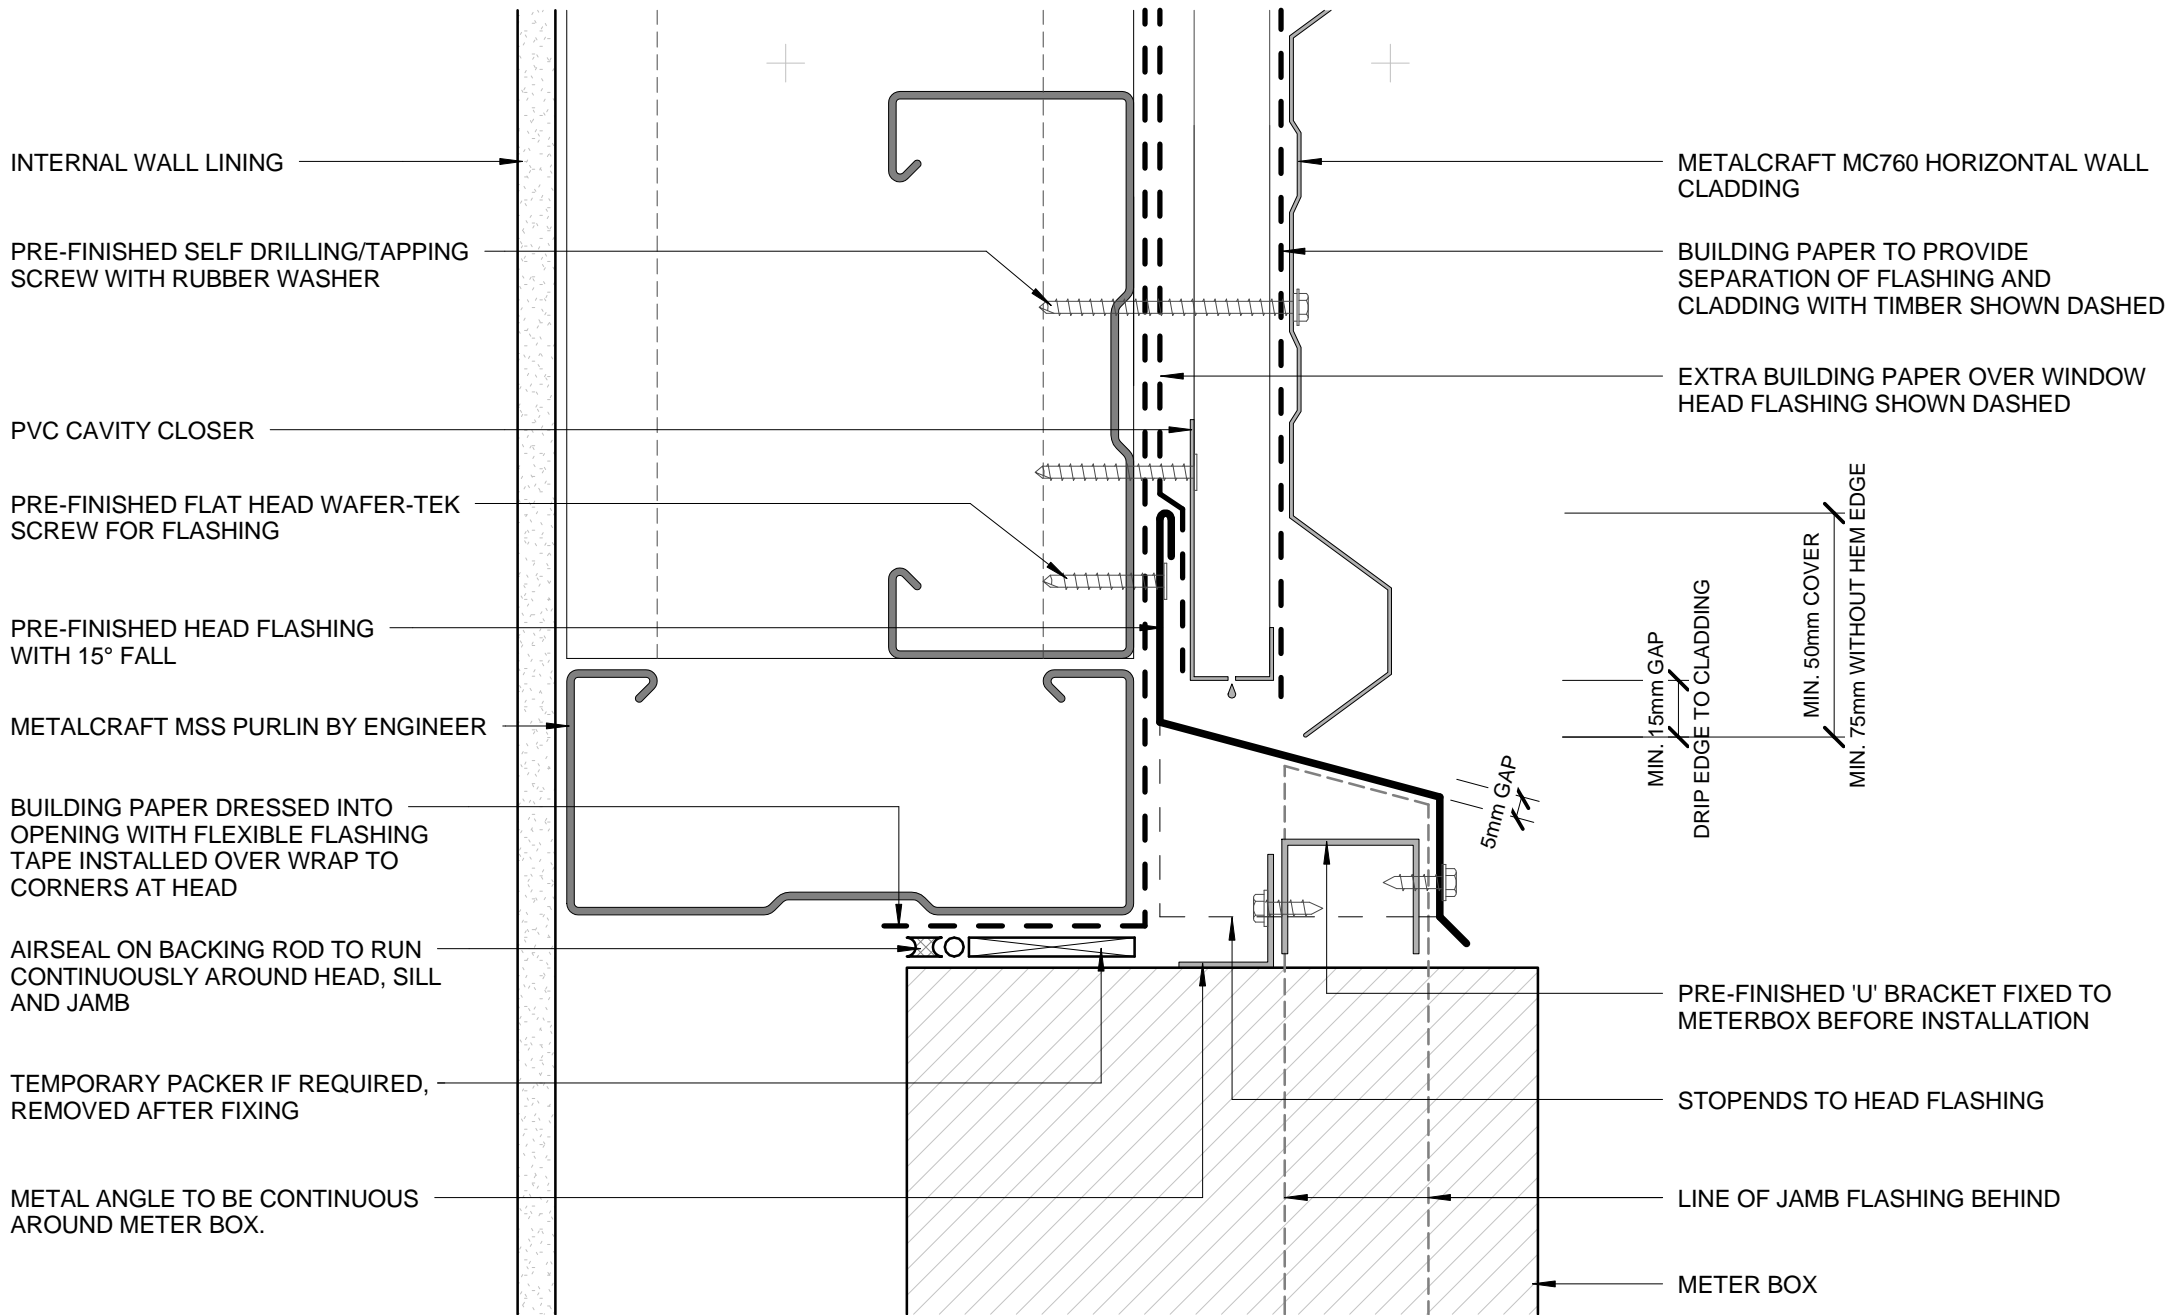 INTERNAL WALL LINING
PRE-FINISHED SELF DRILLING/TAPPING
SCREW WITH RUBBER WASHER
PVC CAVITY CLOSER
PRE-FINISHED FLAT HEAD WAFER-TEK
SCREW FOR FLASHING
PRE-FINISHED HEAD FLASHING
WITH 15° FALL
METALCRAFT MSS PURLIN BY ENGINEER
BUILDING PAPER DRESSED INTO
OPENING WITH FLEXIBLE FLASHING
TAPE INSTALLED OVER WRAP TO
CORNERS AT HEAD
AIRSEAL ON BACKING ROD TO RUN
CONTINUOUSLY AROUND HEAD, SILL
AND JAMB
TEMPORARY PACKER IF REQUIRED,
REMOVED AFTER FIXING
METAL ANGLE TO BE CONTINUOUS
AROUND METER BOX.
METALCRAFT MC760 HORIZONTAL WALL
CLADDING
BUILDING PAPER TO PROVIDE
SEPARATION OF FLASHING AND
CLADDING WITH TIMBER SHOWN DASHED
EXTRA BUILDING PAPER OVER WINDOW
HEAD FLASHING SHOWN DASHED
5mm GAP
MIN. 15mm GAP
DRIP EDGE TO CLADDING
MIN. 50mm COVER
MIN. 75mm WITHOUT HEM EDGE
PRE-FINISHED 'U' BRACKET FIXED TO
METERBOX BEFORE INSTALLATION
STOPENDS TO HEAD FLASHING
LINE OF JAMB FLASHING BEHIND
METER BOX